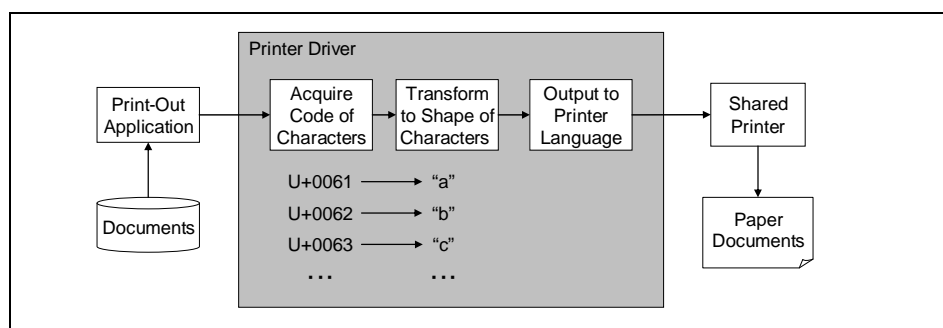 Printer Driver
Print-Out
Application
Acquire
Code of
Characters
Transform
to Shape of
Characters
Output to
Printer
Language
Shared
Printer
U+0061 "a"
U+0062 "b"
U+0063 "c"
... ...
Documents
Paper
Documents